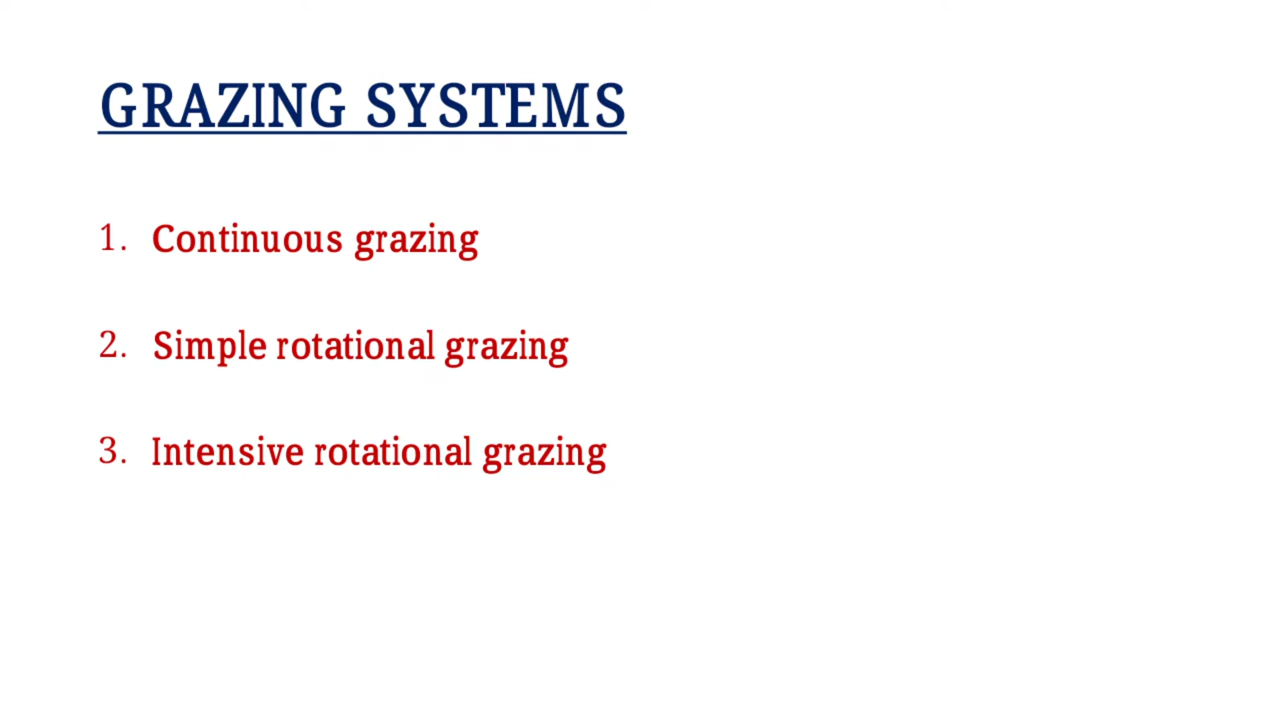 GRAZING SYSTEMS
1. Continuous grazing
2. Simple rotational grazing
3. Intensive rotational grazing